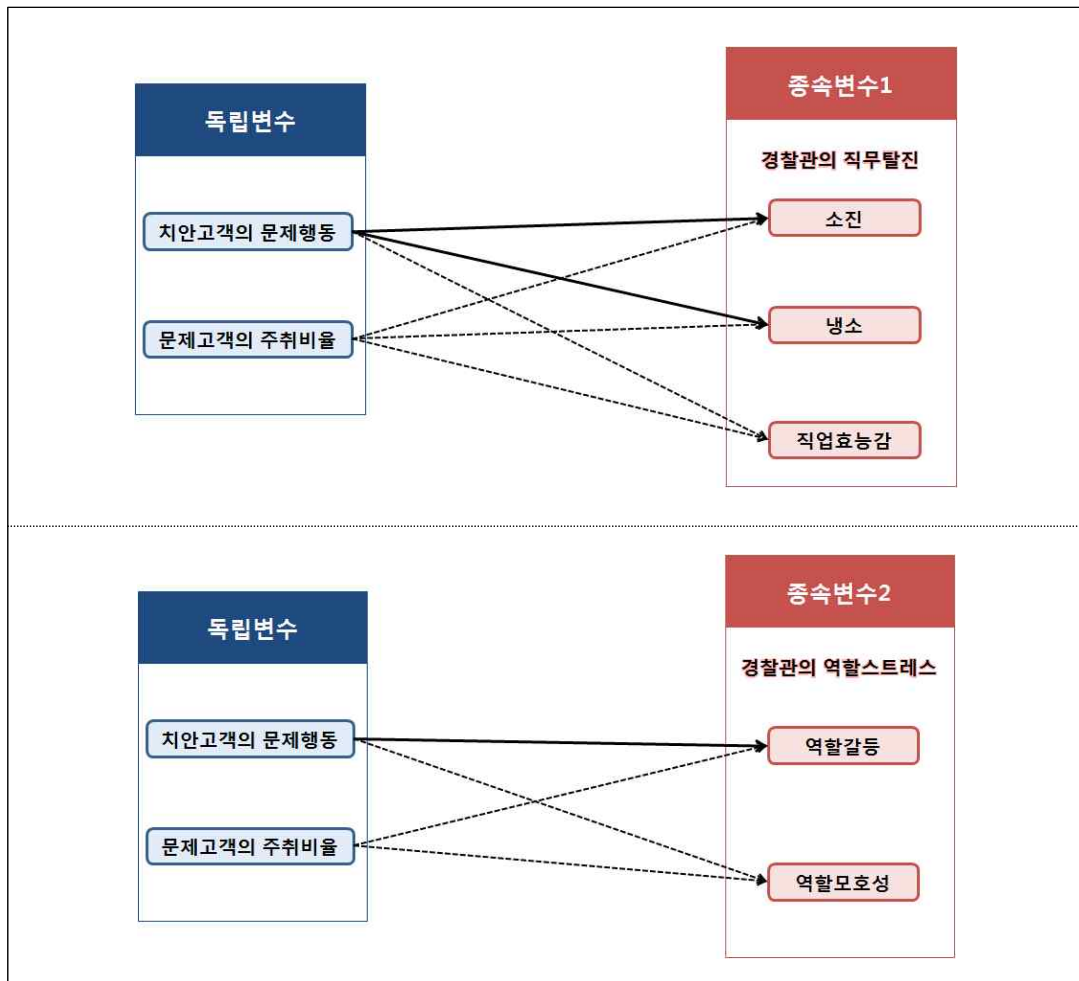 독립변수
치안고객의 문제행동
문제고객의 주취비율
종속변수1
경찰관의 직무탈진
소진
냉소
직업효능감
독립변수
치안고객의 문제행동
문제고객의 주취비율
종속변수2
경찰관의 역할스트레스
역할갈등
역할모호성